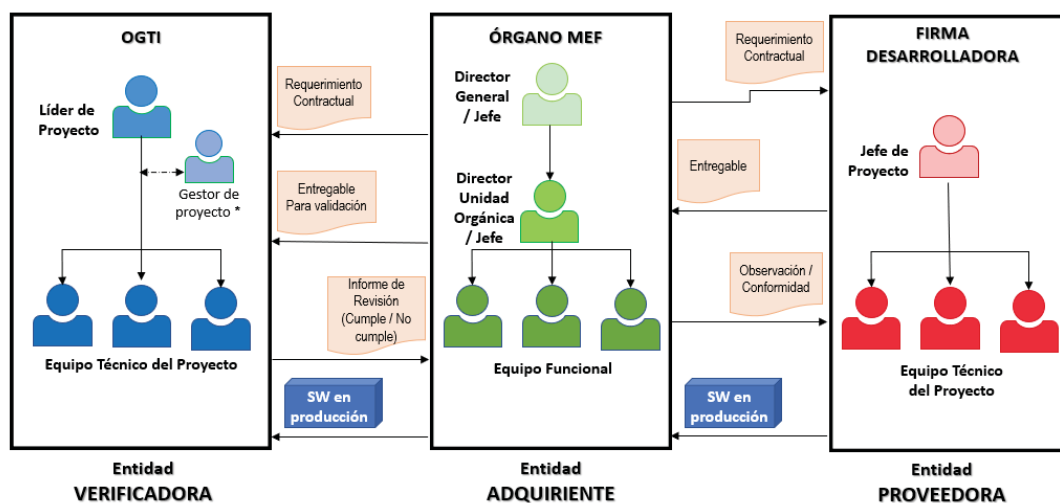 OGTI
Líder de
Proyecto
Gestor de
proyecto *
Equipo Técnico del Proyecto
Entidad
VERIFICADORA
Requerimiento
Contractual
Entregable
Para validación
Informe de
Revisión
(Cumple / No
cumple)
SW en
producción
ÓRGANO MEF
Director
General
/ Jefe
Director
Unidad
Orgánica
/ Jefe
Equipo Funcional
Entidad
ADQUIRIENTE
Requerimiento
Contractual
Entregable
Observación /
Conformidad
SW en
producción
FIRMA
DESARROLLADORA
Jefe de
Proyecto
Equipo Técnico
del Proyecto
Entidad
PROVEEDORA